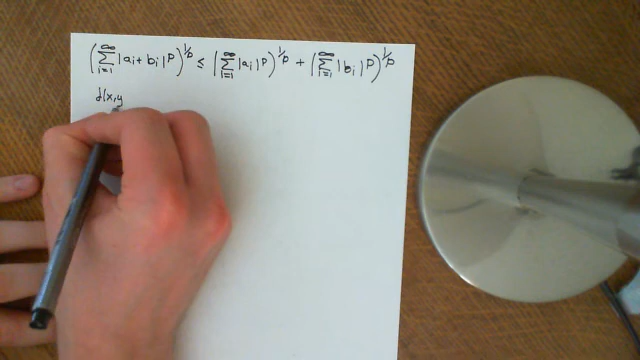 (∑_{i=1}^{∞} |a_i + b_i|^p)^{1/p} ≤ (∑_{i=1}^{∞} |a_i|^p)^{1/p} + (∑_{i=1}^{∞} |b_i|^p)^{1/p}
d(x,y